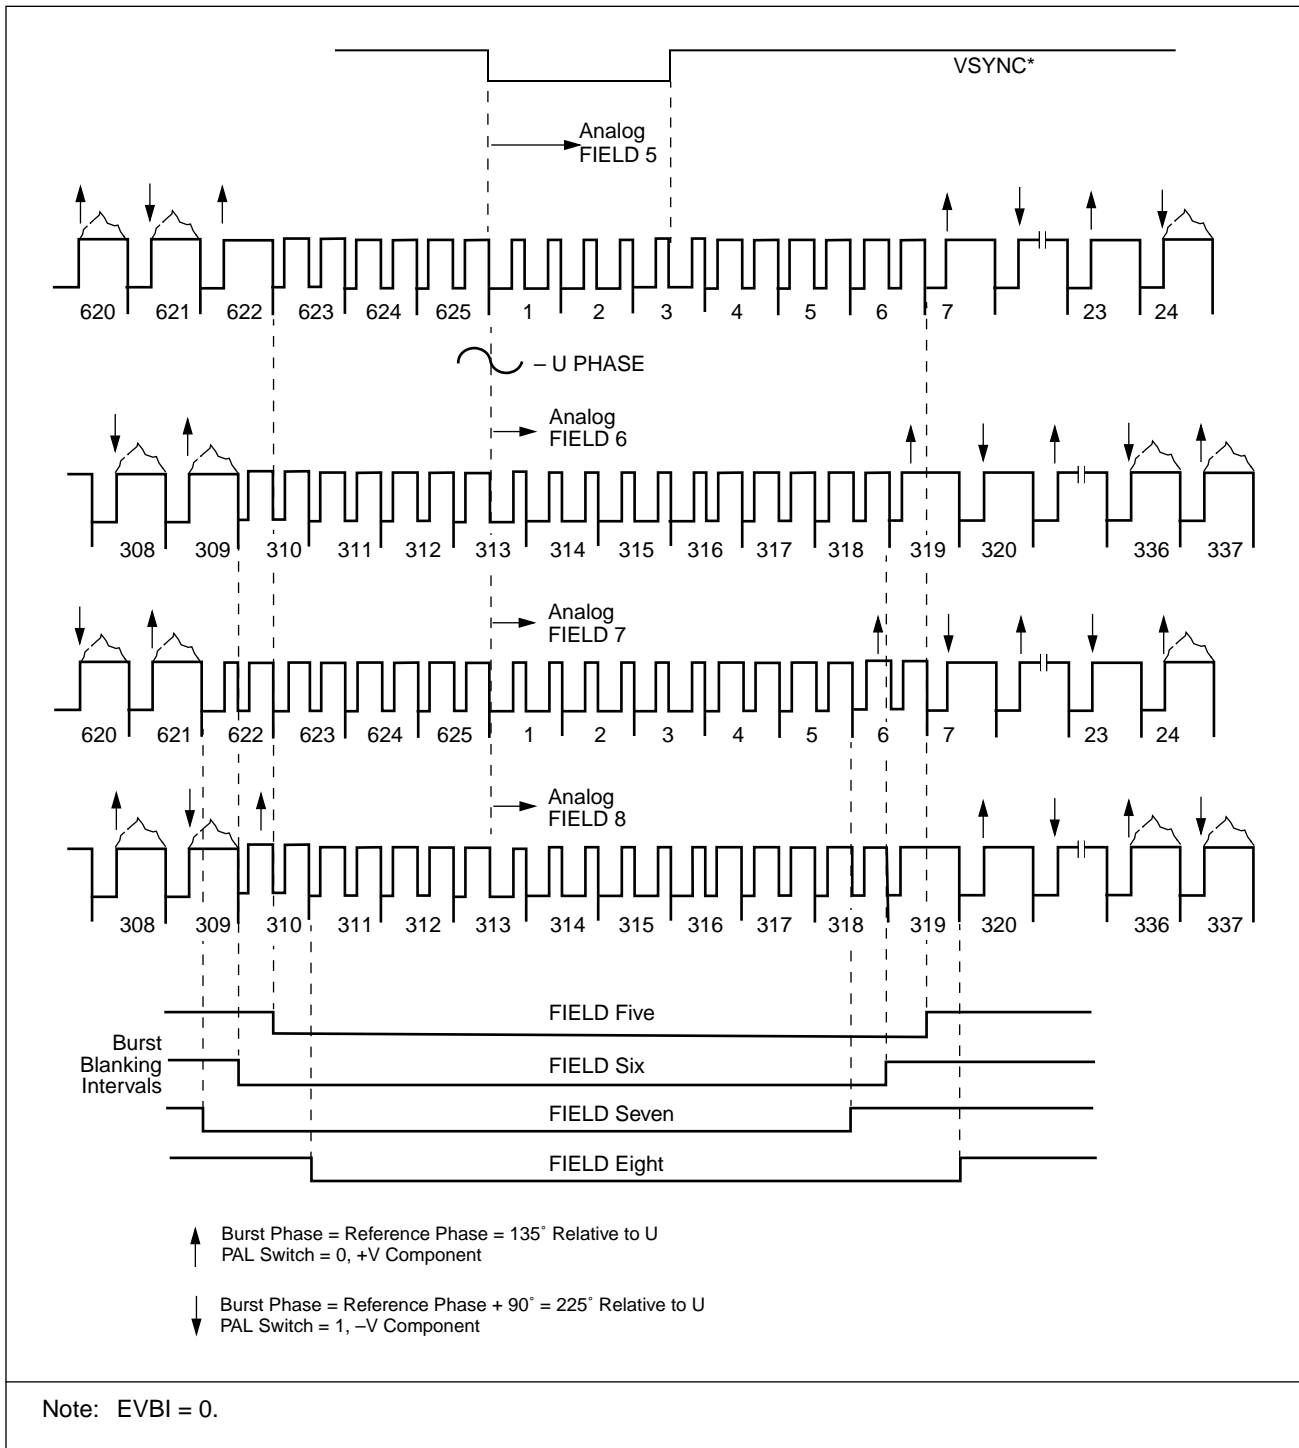 VSYNC*
Analog
FIELD 5
620 621 622 623 624 625 1 2 3 4 5 6 7 23 24
– U PHASE
Analog
FIELD 6
308 309 310 311 312 313 314 315 316 317 318 319 320 336 337
Analog
FIELD 7
620 621 622 623 624 625 1 2 3 4 5 6 7 23 24
Analog
FIELD 8
308 309 310 311 312 313 314 315 316 317 318 319 320 336 337
Burst
Blanking
Intervals
FIELD Five
FIELD Six
FIELD Seven
FIELD Eight
Burst Phase = Reference Phase = 135˚ Relative to U
PAL Switch = 0, +V Component
Burst Phase = Reference Phase + 90˚ = 225˚ Relative to U
PAL Switch = 1, –V Component
Note: EVBI = 0.